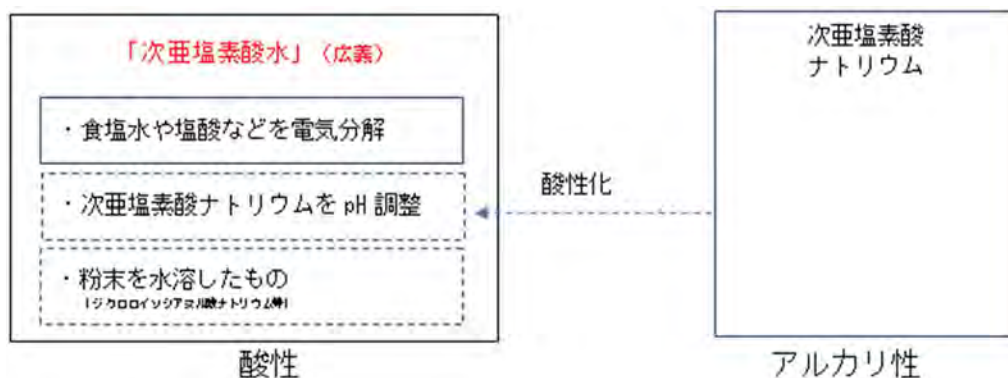 「次亜塩素酸水」（広義）
・食塩水や塩酸などを電気分解
・次亜塩素酸ナトリウムを pH 調整
・粉末を水溶したもの
（ジクロロイソシアヌル酸ナトリウム等）
酸性
酸性化
次亜塩素酸
ナトリウム
アルカリ性